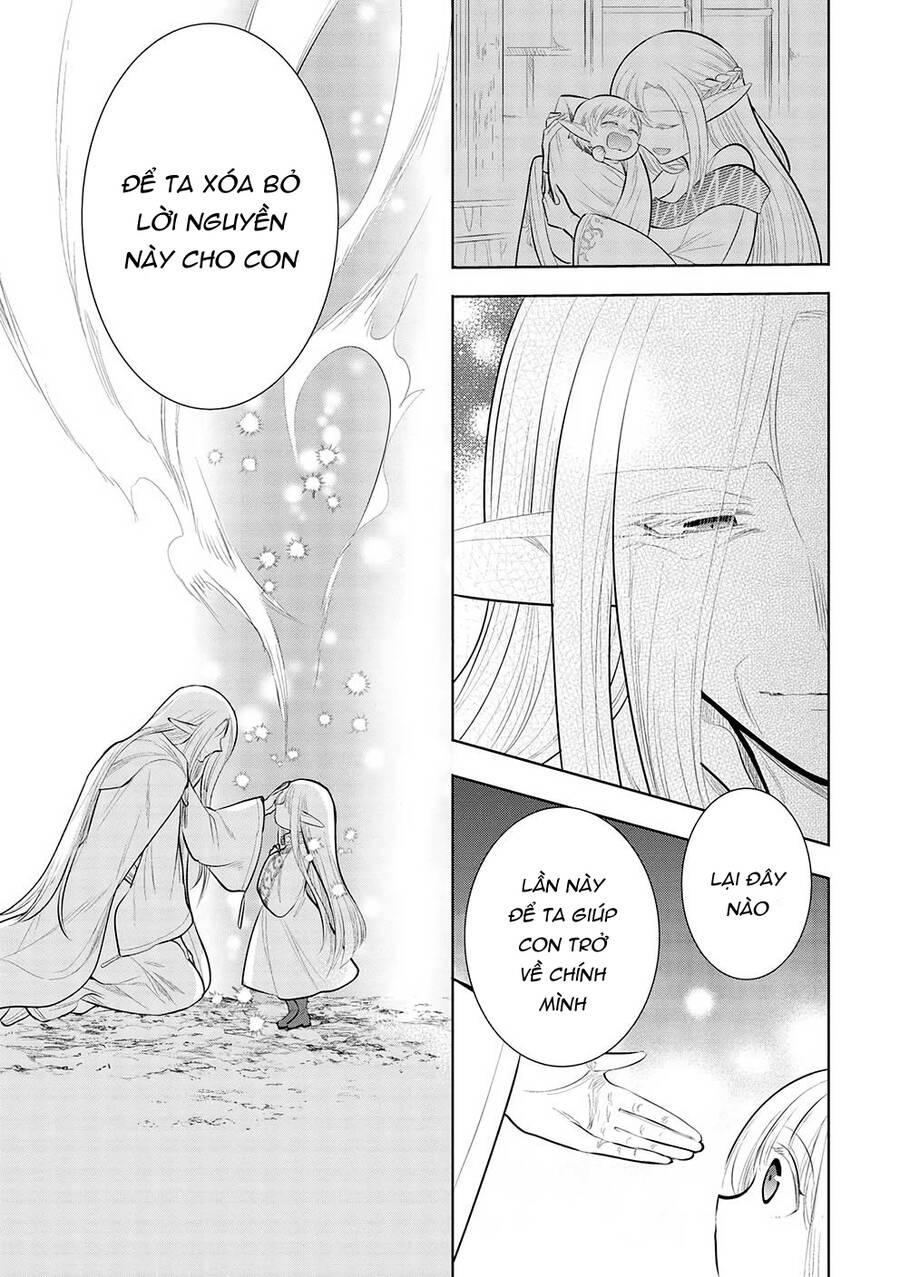 LẠI ĐÂY
NÀO
LẦN NÀY
ĐỂ TA GIÚP
CON TRỞ
VỀ CHÍNH
MÌNH
ĐỂ TA XÓA BỎ
LỜI NGUYỀN
NÀY CHO CON